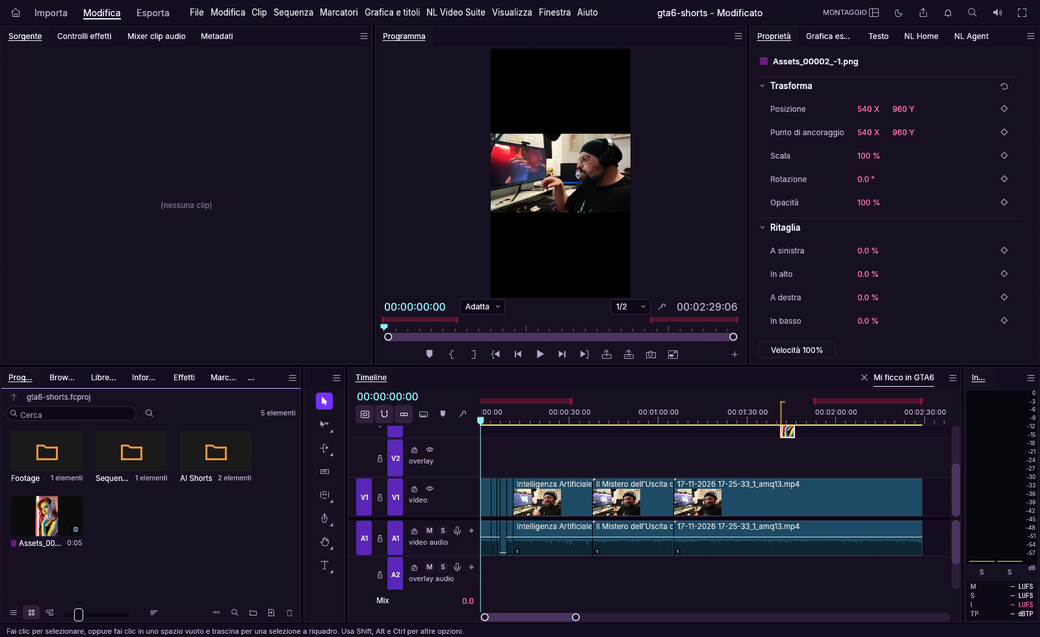 Importa Modifica Esporta File Modifica Clip Sequenza Marcatori Grafica e titoli NL Video Suite Visualizza Finestra Aiuto gta6-shorts - Modificato MONTAGGIO
Sorgente Controlli effetti Mixer clip audio Metadati
(nessuna clip)
Programma
00:00:00:00 Adatta 1/2 00:02:29:06
Proprietà Grafica es... Testo NL Home NL Agent
Assets_00002_-1.png
Trasforma
Posizione 540 X 960 Y
Punto di ancoraggio 540 X 960 Y
Scala 100 %
Rotazione 0.0 °
Opacità 100 %
Ritaglia
A sinistra 0.0 %
In alto 0.0 %
A destra 0.0 %
In basso 0.0 %
Velocità 100%
Prog... Brow... Libre... Infor... Effetti Marc... ...
gta6-shorts.fcproj
Cerca 5 elementi
Footage 1 elementi Sequen... 1 elementi AI Shorts 2 elementi
Assets_00... 0:05
Timeline Mi ficco in GTA6
00:00:00:00
:00:00 00:00:30:00 00:01:00:00 00:01:30:00 00:02:00:00 00:02:30:00
V2 overlay
V1 V1 video
Intelligenza Artificiale Il Mistero dell'Uscita d 17-11-2026 17-25-33_1_amq13.mp4
A1 A1 M S video audio
Intelligenza Artificiale Il Mistero dell'Uscita d 17-11-2026 17-25-33_1_amq13.mp4
1 1 1
A2 M S overlay audio
Mix 0.0
In...
0
-3
-6
-9
-12
-15
-18
-21
-24
-27
-30
-33
-36
-39
-42
-45
-48
-51
-54
-57
dB
S S
M – LUFS
S – LUFS
I – LUFS
TP – dBTP
Fai clic per selezionare, oppure fai clic in uno spazio vuoto e trascina per una selezione a riquadro. Usa Shift, Alt e Ctrl per altre opzioni.